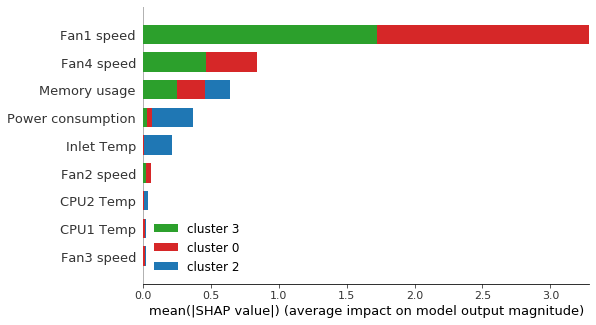 Fan1 speed
Fan4 speed
Memory usage
Power consumption
Inlet Temp
Fan2 speed
CPU2 Temp
CPU1 Temp
Fan3 speed
cluster 3
cluster 0
cluster 2
0.0 0.5 1.0 1.5 2.0 2.5 3.0
mean(|SHAP value|) (average impact on model output magnitude)